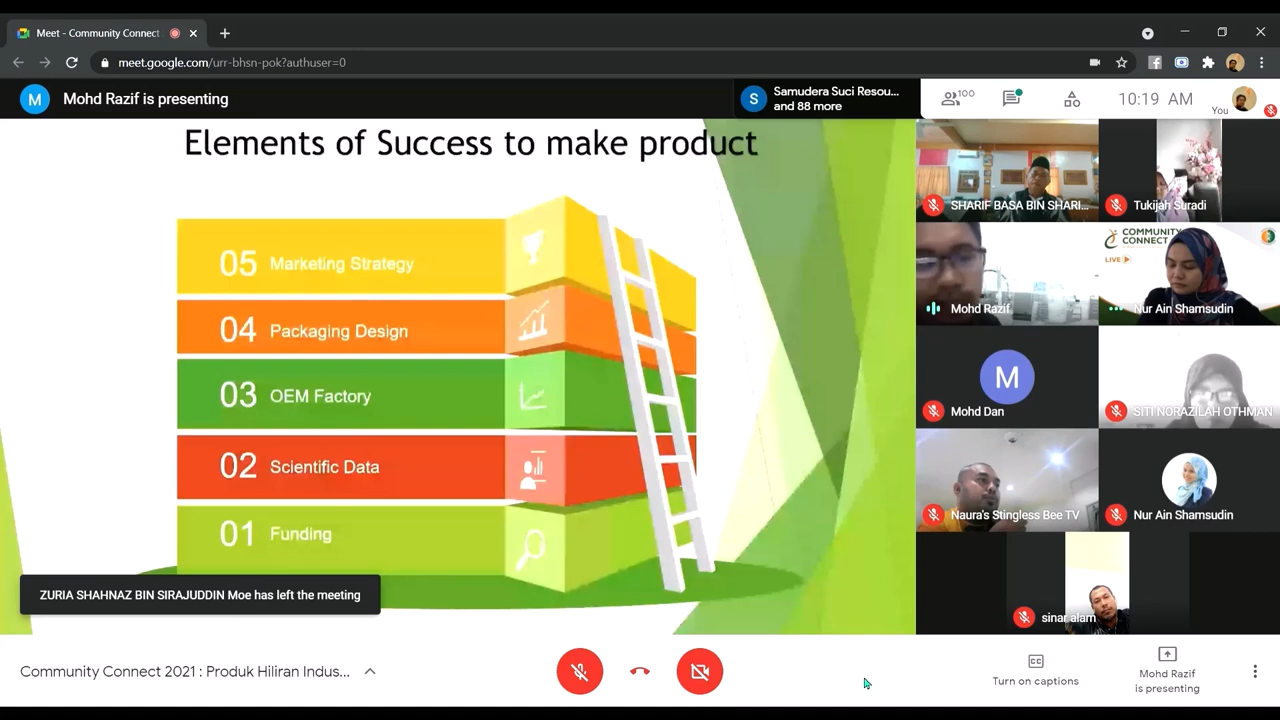 Meet - Community Connect
meet.google.com/urr-bhsn-pok?authuser=0
M
Mohd Razif is presenting
S
Samudera Suci Resou...
and 88 more
100
10:19 AM
You
Elements of Success to make product
05 Marketing Strategy
04 Packaging Design
03 OEM Factory
02 Scientific Data
01 Funding
ZURIA SHAHNAZ BIN SIRAJUDDIN Moe has left the meeting
SHARIF BASA BIN SHARI...
Tukijah Suradi
Mohd Razif
COMMUNITY
CONNECT
LIVE
Nur Ain Shamsudin
M
Mohd Dan
SITI NORAZILAH OTHMAN
Naura's Stingless Bee TV
Nur Ain Shamsudin
sinar alam
Community Connect 2021 : Produk Hiliran Indus...
CC
Turn on captions
Mohd Razif
is presenting